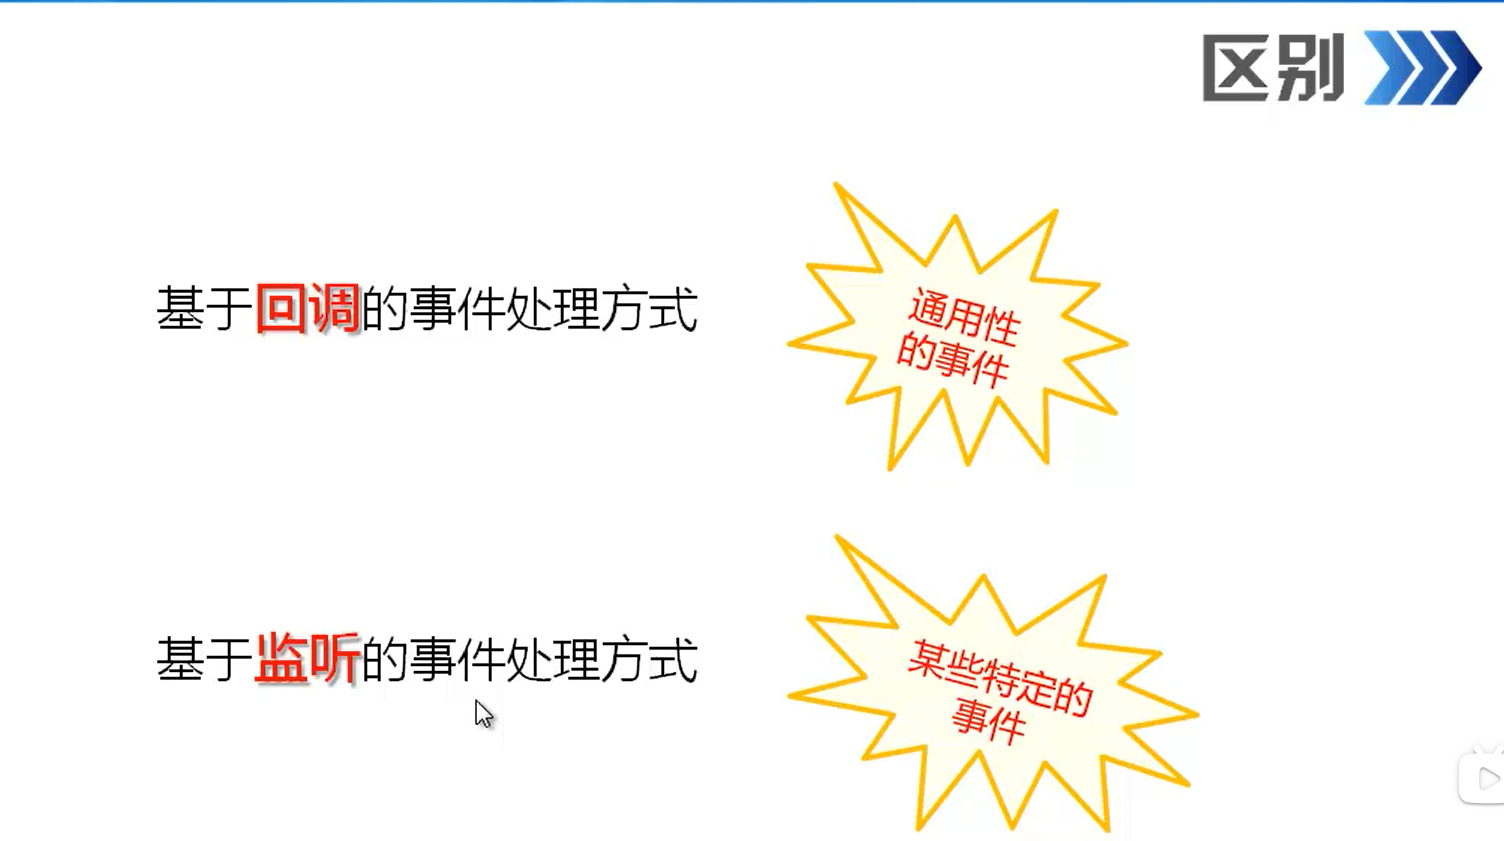 区别
基于回调的事件处理方式
通用性
的事件
基于监听的事件处理方式
某些特定的
事件